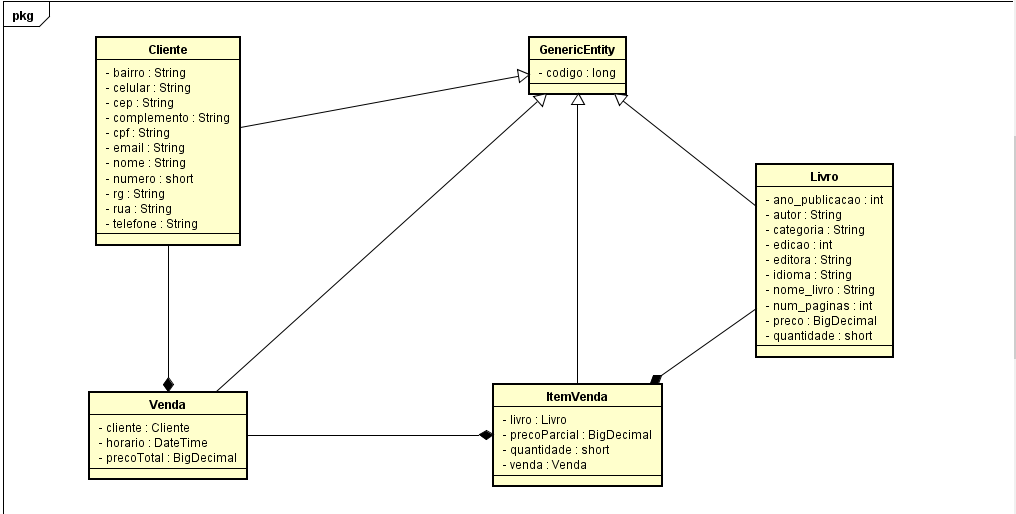 pkg
Cliente
- bairro : String
- celular : String
- cep : String
- complemento : String
- cpf : String
- email : String
- nome : String
- numero : short
- rg : String
- rua : String
- telefone : String
GenericEntity
- codigo : long
Livro
- ano_publicacao : int
- autor : String
- categoria : String
- edicao : int
- editora : String
- idioma : String
- nome_livro : String
- num_paginas : int
- preco : BigDecimal
- quantidade : short
Venda
- cliente : Cliente
- horario : DateTime
- precoTotal : BigDecimal
ItemVenda
- livro : Livro
- precoParcial : BigDecimal
- quantidade : short
- venda : Venda